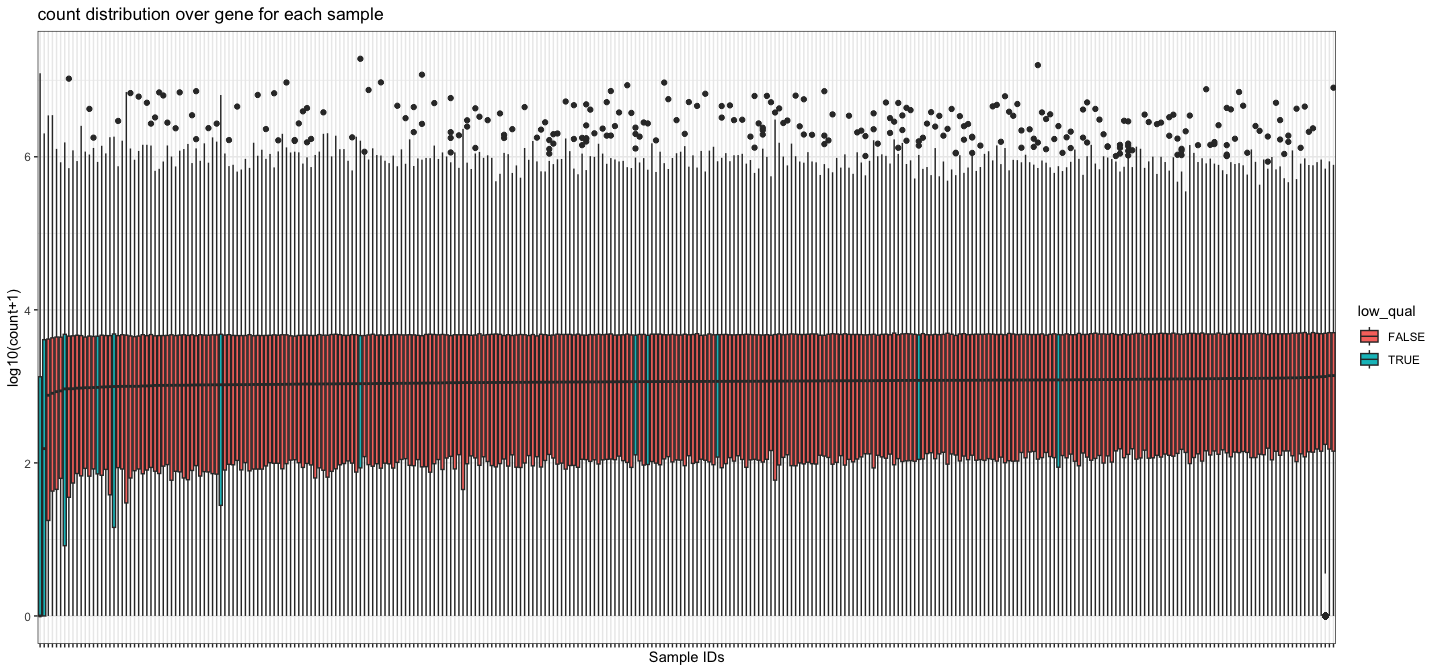 count distribution over gene for each sample
log10(count+1)
6
4
2
0
Sample IDs
low_qual
FALSE
TRUE